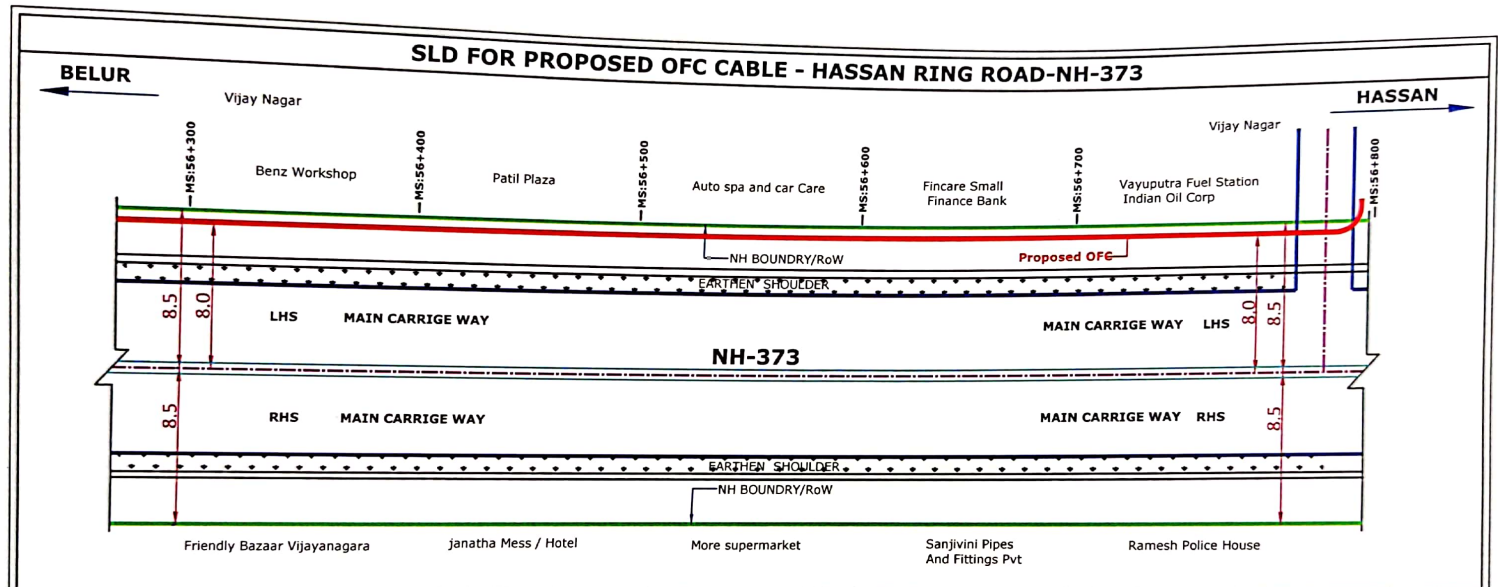 SLD FOR PROPOSED OFC CABLE - HASSAN RING ROAD-NH-373
BELUR
HASSAN
Vijay Nagar
Vijay Nagar
MS:56+300
MS:56+400
MS:56+500
MS:56+600
MS:56+700
MS:56+800
Benz Workshop
Patil Plaza
Auto spa and car Care
Fincare Small
Finance Bank
Vayuputra Fuel Station
Indian Oil Corp
NH BOUNDRY/RoW
Proposed OFC
EARTHEN SHOULDER
8.5
8.0
LHS MAIN CARRIGE WAY
MAIN CARRIGE WAY LHS
8.0
8.5
NH-373
8.5
RHS MAIN CARRIGE WAY
MAIN CARRIGE WAY RHS
8.5
EARTHEN SHOULDER
NH BOUNDRY/RoW
Friendly Bazaar Vijayanagara
janatha Mess / Hotel
More supermarket
Sanjivini Pipes
And Fittings Pvt
Ramesh Police House